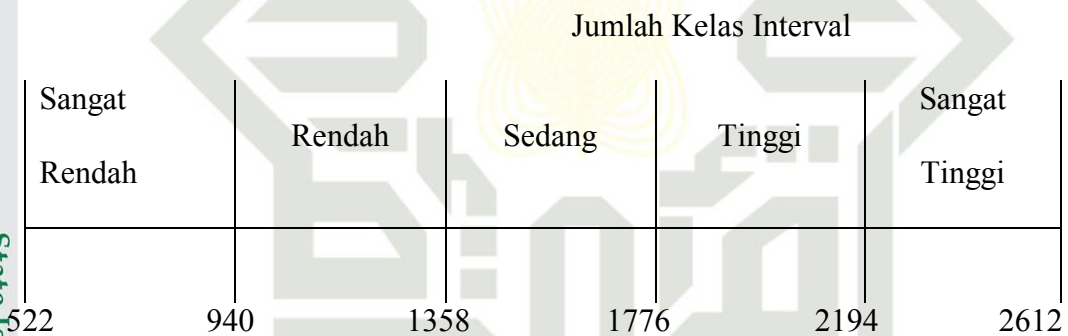 Jumlah Kelas Interval
Sangat Rendah
Rendah
Sedang
Tinggi
Sangat Tinggi
522 940 1358 1776 2194 2612